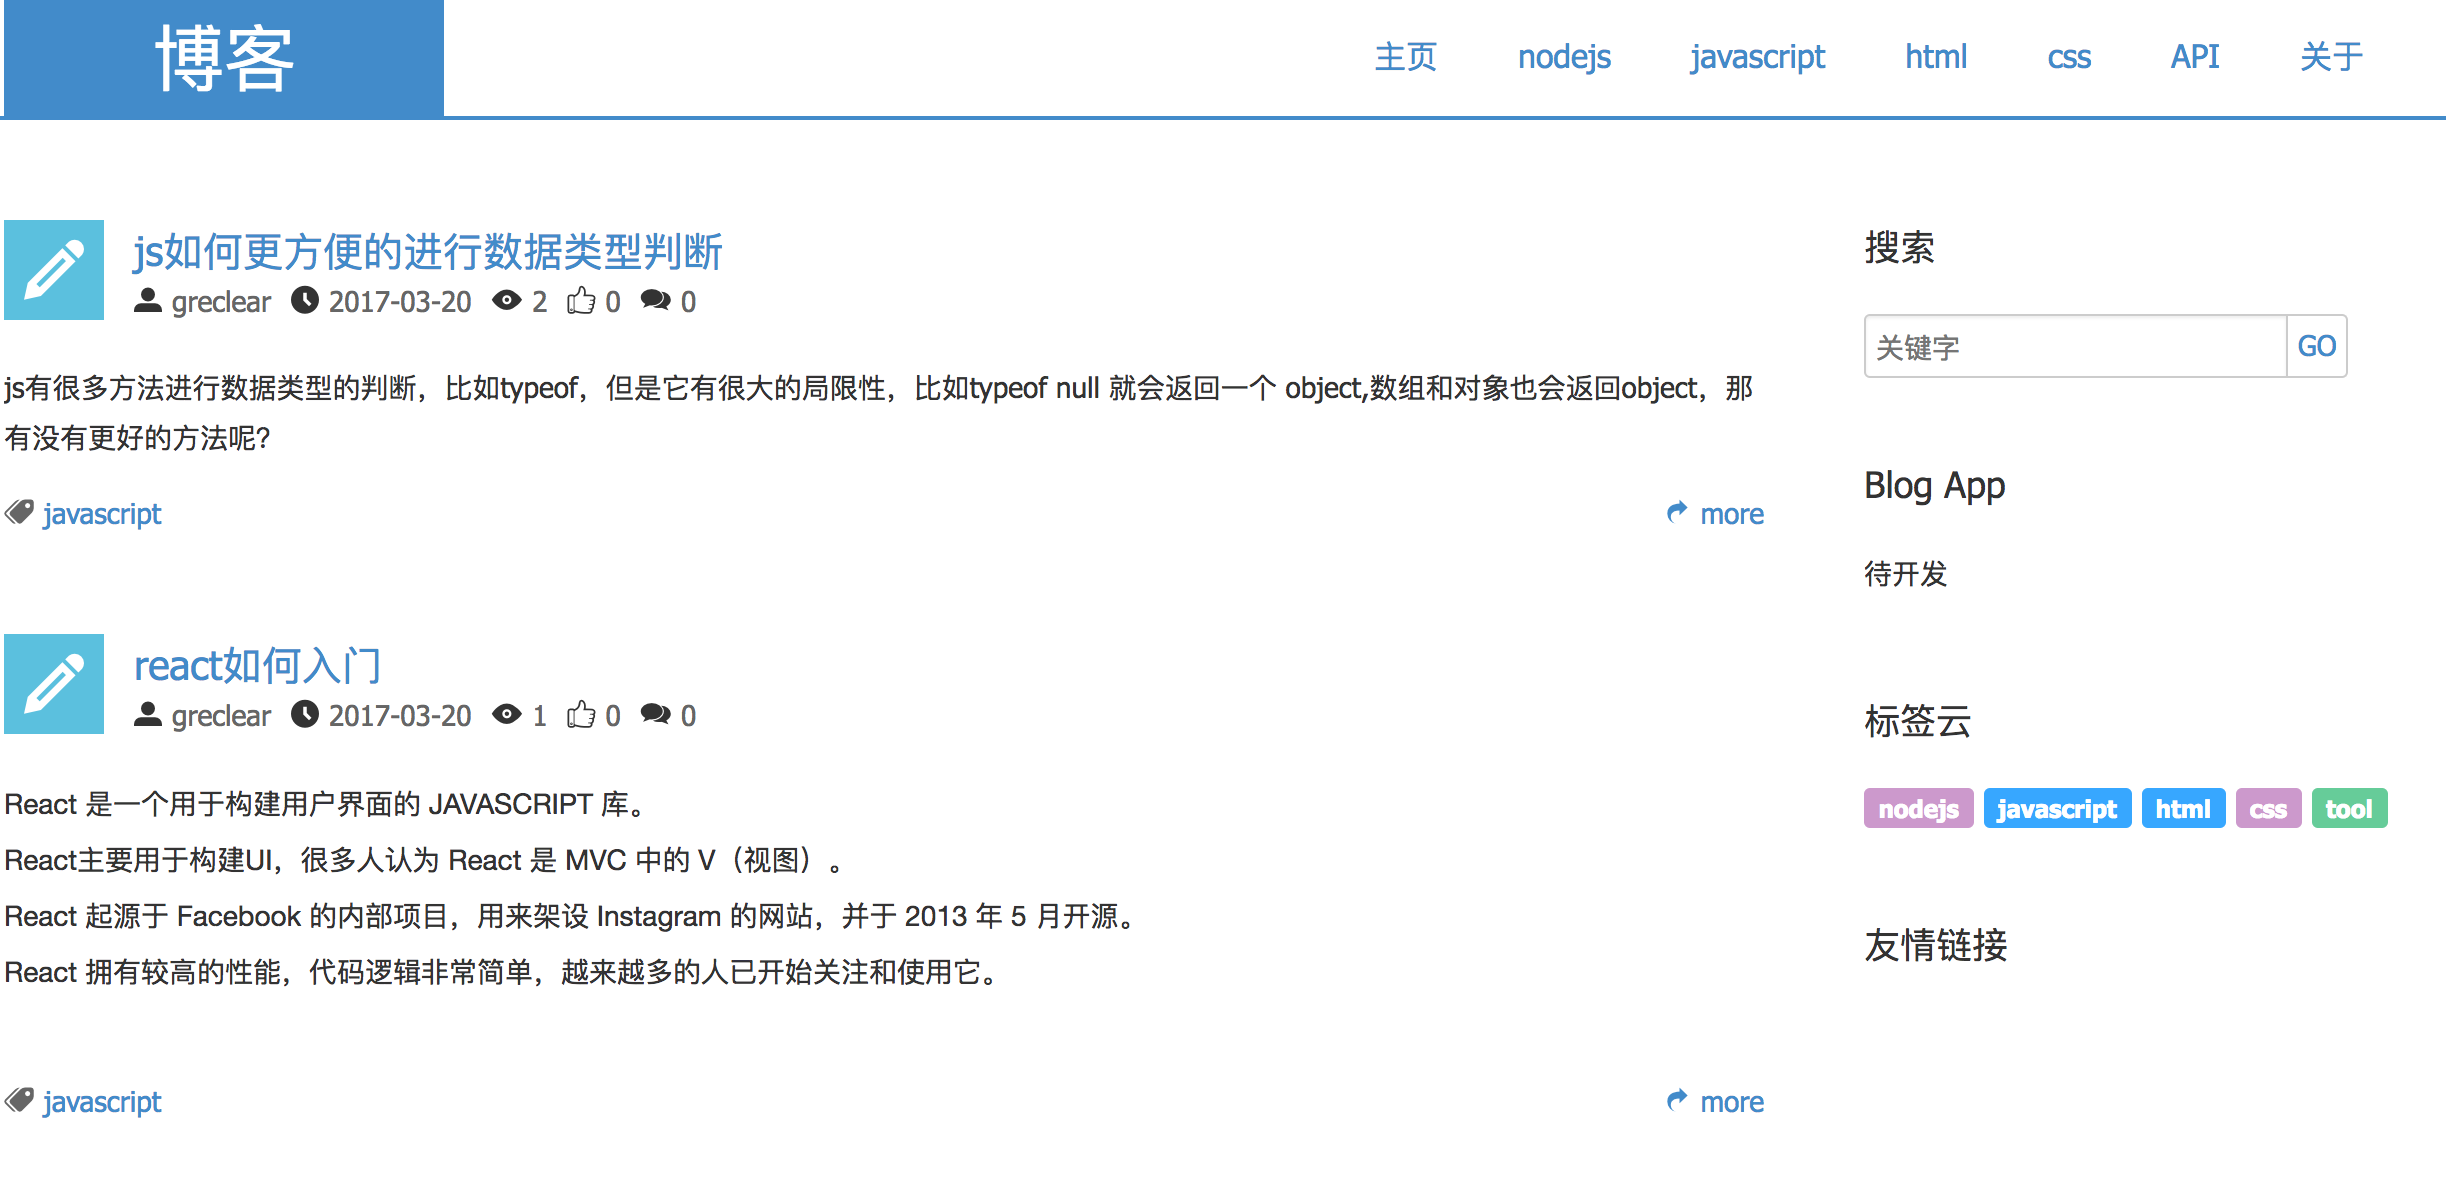 博客
主页 nodejs javascript html css API 关于
js如何更方便的进行数据类型判断
greclear 2017-03-20 2 0 0
js有很多方法进行数据类型的判断，比如typeof，但是它有很大的局限性，比如typeof null 就会返回一个 object,数组和对象也会返回object，那
有没有更好的方法呢?
javascript more
react如何入门
greclear 2017-03-20 1 0 0
React 是一个用于构建用户界面的 JAVASCRIPT 库。
React主要用于构建UI，很多人认为 React 是 MVC 中的 V（视图）。
React 起源于 Facebook 的内部项目，用来架设 Instagram 的网站，并于 2013 年 5 月开源。
React 拥有较高的性能，代码逻辑非常简单，越来越多的人已开始关注和使用它。
javascript more
搜索
关键字 GO
Blog App
待开发
标签云
nodejs javascript html css tool
友情链接